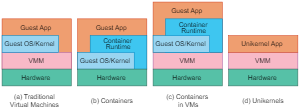 Guest App
Guest OS/Kernel
VMM
Hardware
(a) Traditional
Virtual Machines
Guest App
Container
Runtime
Guest OS/Kernel
Hardware
(b) Containers
Guest App
Container
Runtime
Guest OS/Kernel
VMM
Hardware
(c) Containers
in VMs
Unikernel App
VMM
Hardware
(d) Unikernels